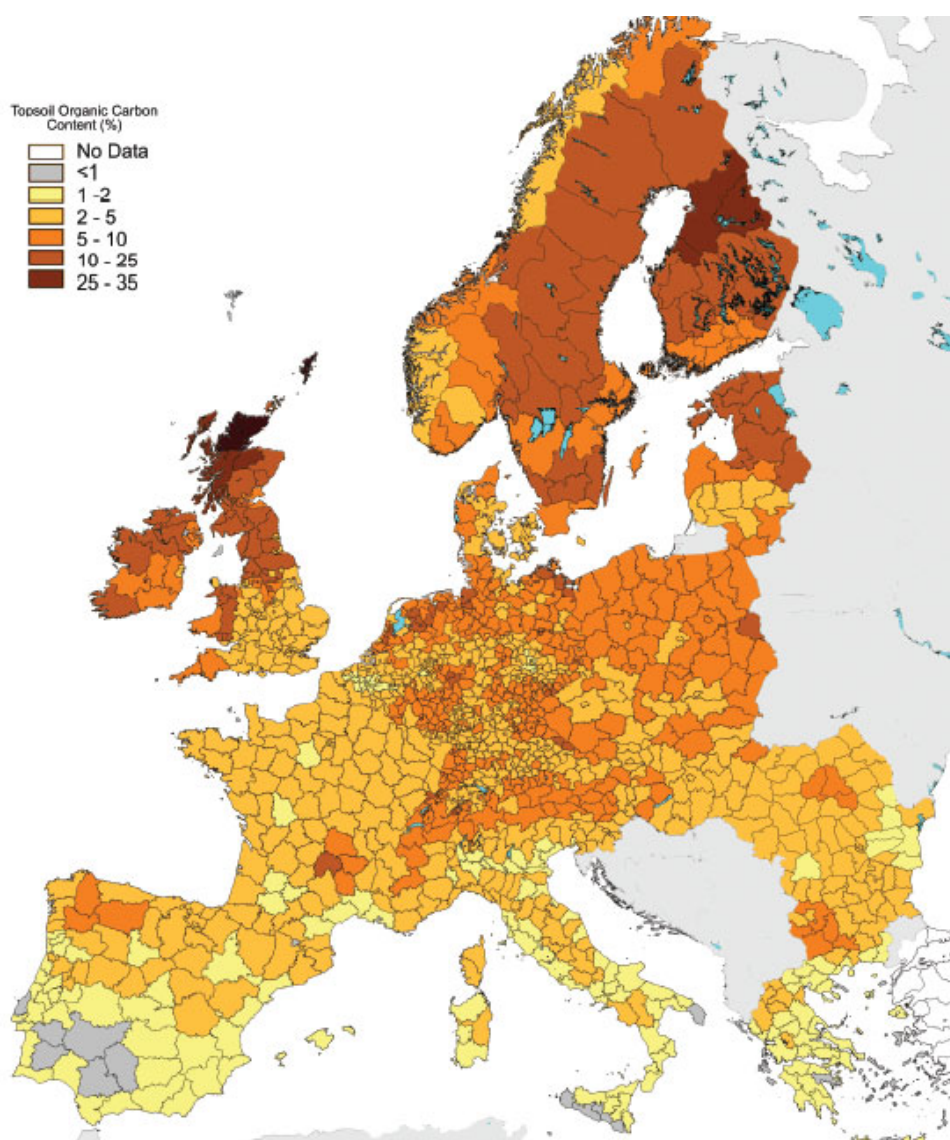 Topsoil Organic Carbon
Content (%)
No Data
<1
1 -2
2 - 5
5 - 10
10 - 25
25 - 35